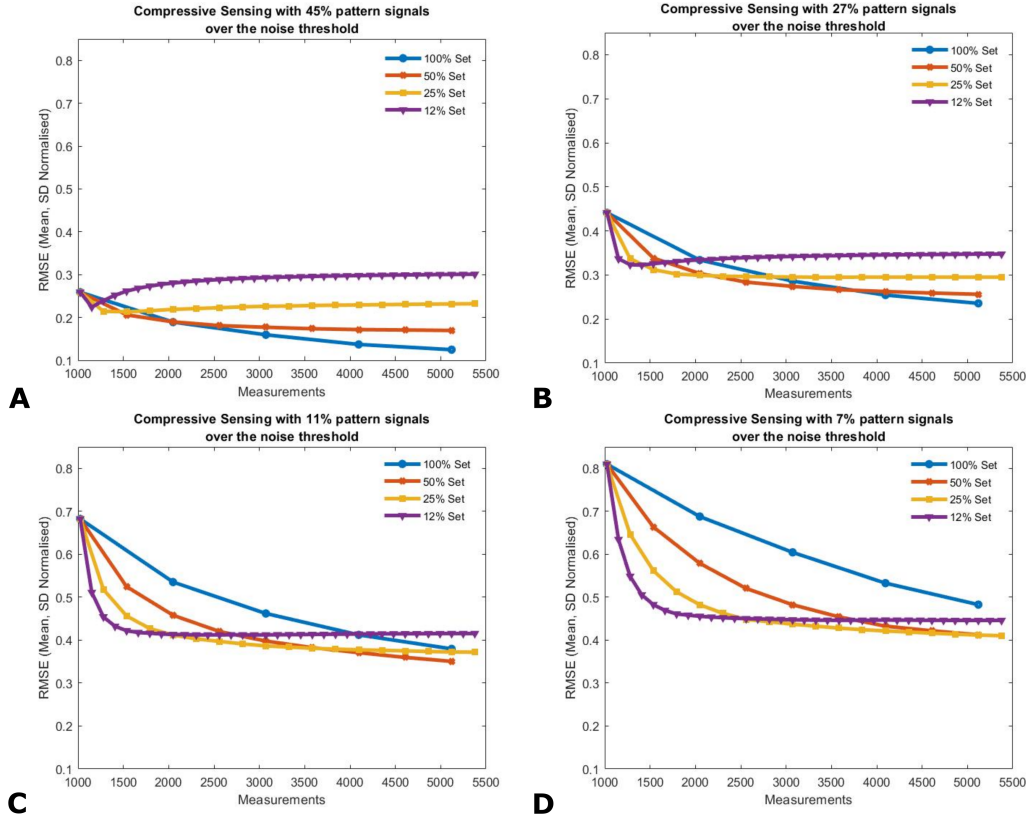 Compressive Sensing with 45% pattern signals
over the noise threshold
0.8
0.7
0.6
0.5
0.4
0.3
0.2
0.1
RMSE (Mean, SD Normalised)
100% Set
50% Set
25% Set
12% Set
1000 1500 2000 2500 3000 3500 4000 4500 5000 5500
Measurements
A
Compressive Sensing with 27% pattern signals
over the noise threshold
0.8
0.7
0.6
0.5
0.4
0.3
0.2
0.1
RMSE (Mean, SD Normalised)
100% Set
50% Set
25% Set
12% Set
1000 1500 2000 2500 3000 3500 4000 4500 5000 5500
Measurements
B
Compressive Sensing with 11% pattern signals
over the noise threshold
0.8
0.7
0.6
0.5
0.4
0.3
0.2
0.1
RMSE (Mean, SD Normalised)
100% Set
50% Set
25% Set
12% Set
1000 1500 2000 2500 3000 3500 4000 4500 5000 5500
Measurements
C
Compressive Sensing with 7% pattern signals
over the noise threshold
0.8
0.7
0.6
0.5
0.4
0.3
0.2
0.1
RMSE (Mean, SD Normalised)
100% Set
50% Set
25% Set
12% Set
1000 1500 2000 2500 3000 3500 4000 4500 5000 5500
Measurements
D